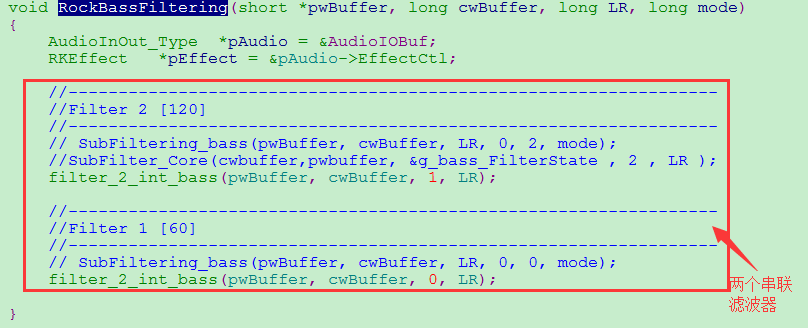 void RockBassFiltering(short *pwBuffer, long cwBuffer, long LR, long mode)
{
AudioInOut_Type *pAudio = &AudioIOBuf;
RKEffect *pEffect = &pAudio->EffectCtl;
//-----------------------------------------------------------------
//Filter 2 [120]
//-----------------------------------------------------------------
// SubFiltering_bass(pwBuffer, cwBuffer, LR, 0, 2, mode);
//SubFilter_Core(cwbuffer,pwbuffer, &g_bass_FilterState , 2 , LR );
filter_2_int_bass(pwBuffer, cwBuffer, 1, LR);
//-----------------------------------------------------------------
//Filter 1 [60]
//-----------------------------------------------------------------
// SubFiltering_bass(pwBuffer, cwBuffer, LR, 0, 0, mode);
filter_2_int_bass(pwBuffer, cwBuffer, 0, LR);
两个串联
滤波器
}